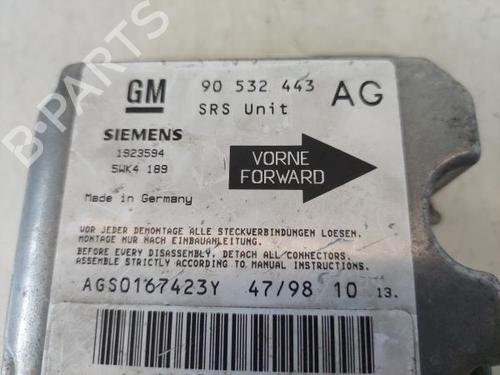 GM 90 532 443 AG
SRS Unit
SIEMENS
1923594
5WK4 189
VORNE
FORWARD
Made in Germany
VOR JEDER DEMONTAGE ALLE STECKVERBINDUNGEN LOESEN.
MONTAGE NUR NACH EINBAUANLEITUNG.
BEFORE EVERY DISASSEMBLY, DETACH ALL CONNECTORS.
ASSEMBLE STRICTLY ACCORDING TO MANUAL INSTRUCTIONS.
AGS0167423Y 47/98 10 13.
B-PARTS